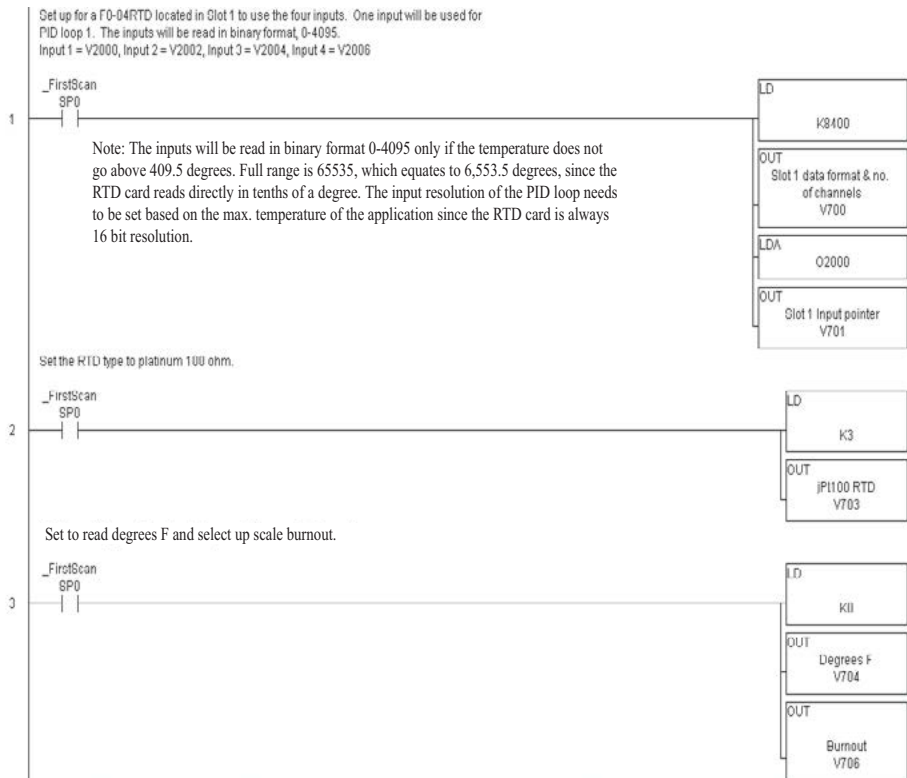 Set up for a F0-04RTD located in Slot 1 to use the four inputs. One input will be used for
PID loop 1. The inputs will be read in binary format, 0-4095.
Input 1 = V2000, Input 2 = V2002, Input 3 = V2004, Input 4 = V2006
_FirstScan
SP0
1
LD
K8400
OUT
Slot 1 data format & no.
of channels
V700
LDA
O2000
OUT
Slot 1 Input pointer
V701
Note: The inputs will be read in binary format 0-4095 only if the temperature does not
go above 409.5 degrees. Full range is 65535, which equates to 6,553.5 degrees, since the
RTD card reads directly in tenths of a degree. The input resolution of the PID loop needs
to be set based on the max. temperature of the application since the RTD card is always
16 bit resolution.
Set the RTD type to platinum 100 ohm.
_FirstScan
SP0
2
LD
K3
OUT
jPt100 RTD
V703
Set to read degrees F and select up scale burnout.
_FirstScan
SP0
3
LD
OUT
Degrees F
V704
OUT
Burnout
V706